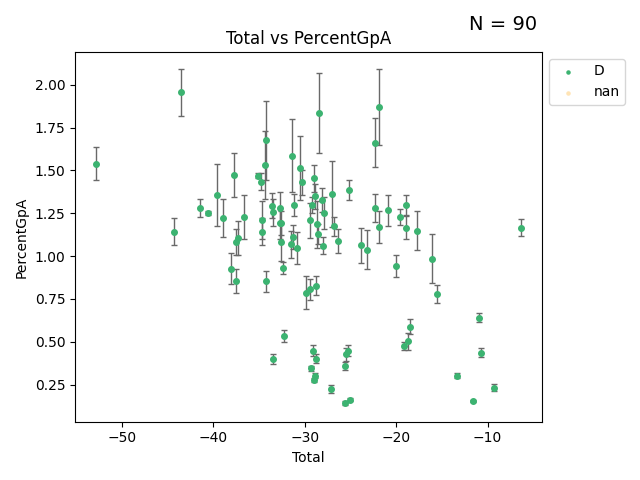 N = 90
Total vs PercentGpA
D
nan
PercentGpA
2.00
1.75
1.50
1.25
1.00
0.75
0.50
0.25
−50 −40 −30 −20 −10
Total